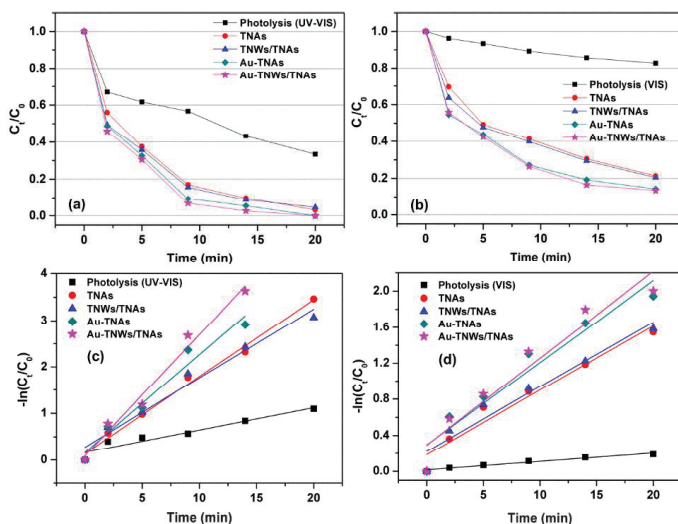 (a)
Photolysis (UV-VIS)
TNAs
TNWs/TNAs
Au-TNAs
Au-TNWs/TNAs
Ct/C0
1.0
0.8
0.6
0.4
0.2
0.0
0 5 10 15 20
Time (min)
(b)
Photolysis (VIS)
TNAs
TNWs/TNAs
Au-TNAs
Au-TNWs/TNAs
Ct/C0
1.0
0.8
0.6
0.4
0.2
0.0
0 5 10 15 20
Time (min)
(c)
Photolysis (UV-VIS)
TNAs
TNWs/TNAs
Au-TNAs
Au-TNWs/TNAs
-ln(Ct/C0)
4
3
2
1
0
0 5 10 15 20
Time (min)
(d)
Photolysis (VIS)
TNAs
TNWs/TNAs
Au-TNAs
Au-TNWs/TNAs
-ln(Ct/C0)
2.0
1.6
1.2
0.8
0.4
0.0
0 5 10 15 20
Time (min)